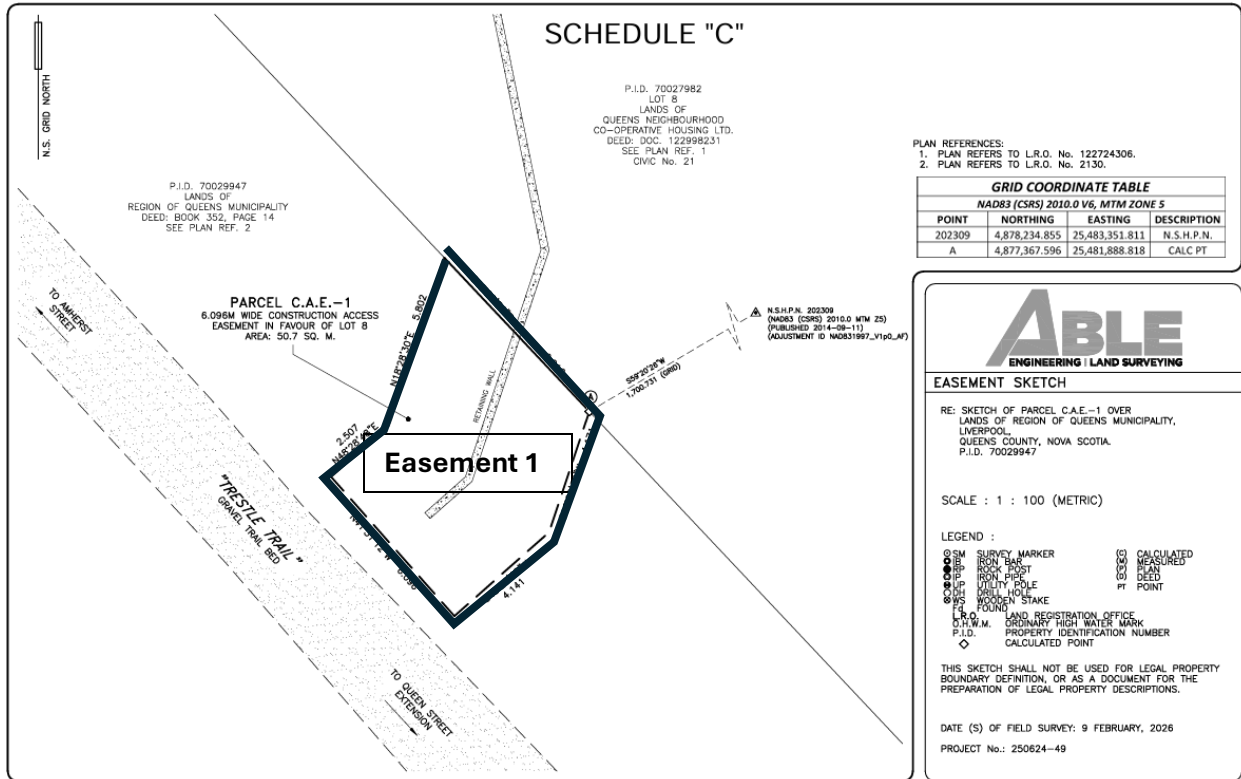 SCHEDULE "C"
N.S. GRID NORTH
P.I.D. 70027982
LOT 8
LANDS OF
QUEENS NEIGHBOURHOOD
CO-OPERATIVE HOUSING LTD.
DEED: DOC. 122998231
SEE PLAN REF. 1
CIVIC No. 21
P.I.D. 70029947
LANDS OF
REGION OF QUEENS MUNICIPALITY
DEED: BOOK 352, PAGE 14
SEE PLAN REF. 2
PLAN REFERENCES:
1. PLAN REFERS TO L.R.O. No. 122724306.
2. PLAN REFERS TO L.R.O. No. 2130.
GRID COORDINATE TABLE
NAD83 (CSRS) 2010.0 V6, MTM ZONE 5
POINT NORTHING EASTING DESCRIPTION
202309 4,878,234.855 25,483,351.811 N.S.H.P.N.
A 4,877,367.596 25,481,888.818 CALC PT
TO AMHERST
STREET
PARCEL C.A.E.-1
6.096M WIDE CONSTRUCTION ACCESS
EASEMENT IN FAVOUR OF LOT 8
AREA: 50.7 SQ. M.
N18°28'30"E 5.802
N.S.H.P.N. 202309
(NAD83 (CSRS) 2010.0 MTM Z5)
(PUBLISHED 2014-09-11)
(ADJUSTMENT ID NAD831997_V1p0_AF)
S59°20'26"W
1,700.731 (GRID)
A
RETAINING WALL
2.507
N48°28'48"E
Easement 1
4.141
"TRESTLE TRAIL"
GRAVEL TRAIL BED
TO QUEEN STREET
EXTENSION
ABLE
ENGINEERING | LAND SURVEYING
EASEMENT SKETCH
RE: SKETCH OF PARCEL C.A.E.-1 OVER
LANDS OF REGION OF QUEENS MUNICIPALITY,
LIVERPOOL,
QUEENS COUNTY, NOVA SCOTIA.
P.I.D. 70029947
SCALE : 1 : 100 (METRIC)
LEGEND :
SM SURVEY MARKER (C) CALCULATED
IB IRON BAR (M) MEASURED
RP ROCK POST (P) PLAN
IP IRON PIPE (D) DEED
UP UTILITY POLE PT POINT
DH DRILL HOLE
WS WOODEN STAKE
Fd FOUND
L.R.O. LAND REGISTRATION OFFICE
O.H.W.M. ORDINARY HIGH WATER MARK
P.I.D. PROPERTY IDENTIFICATION NUMBER
◇ CALCULATED POINT
THIS SKETCH SHALL NOT BE USED FOR LEGAL PROPERTY
BOUNDARY DEFINITION, OR AS A DOCUMENT FOR THE
PREPARATION OF LEGAL PROPERTY DESCRIPTIONS.
DATE (S) OF FIELD SURVEY: 9 FEBRUARY, 2026
PROJECT No.: 250624-49